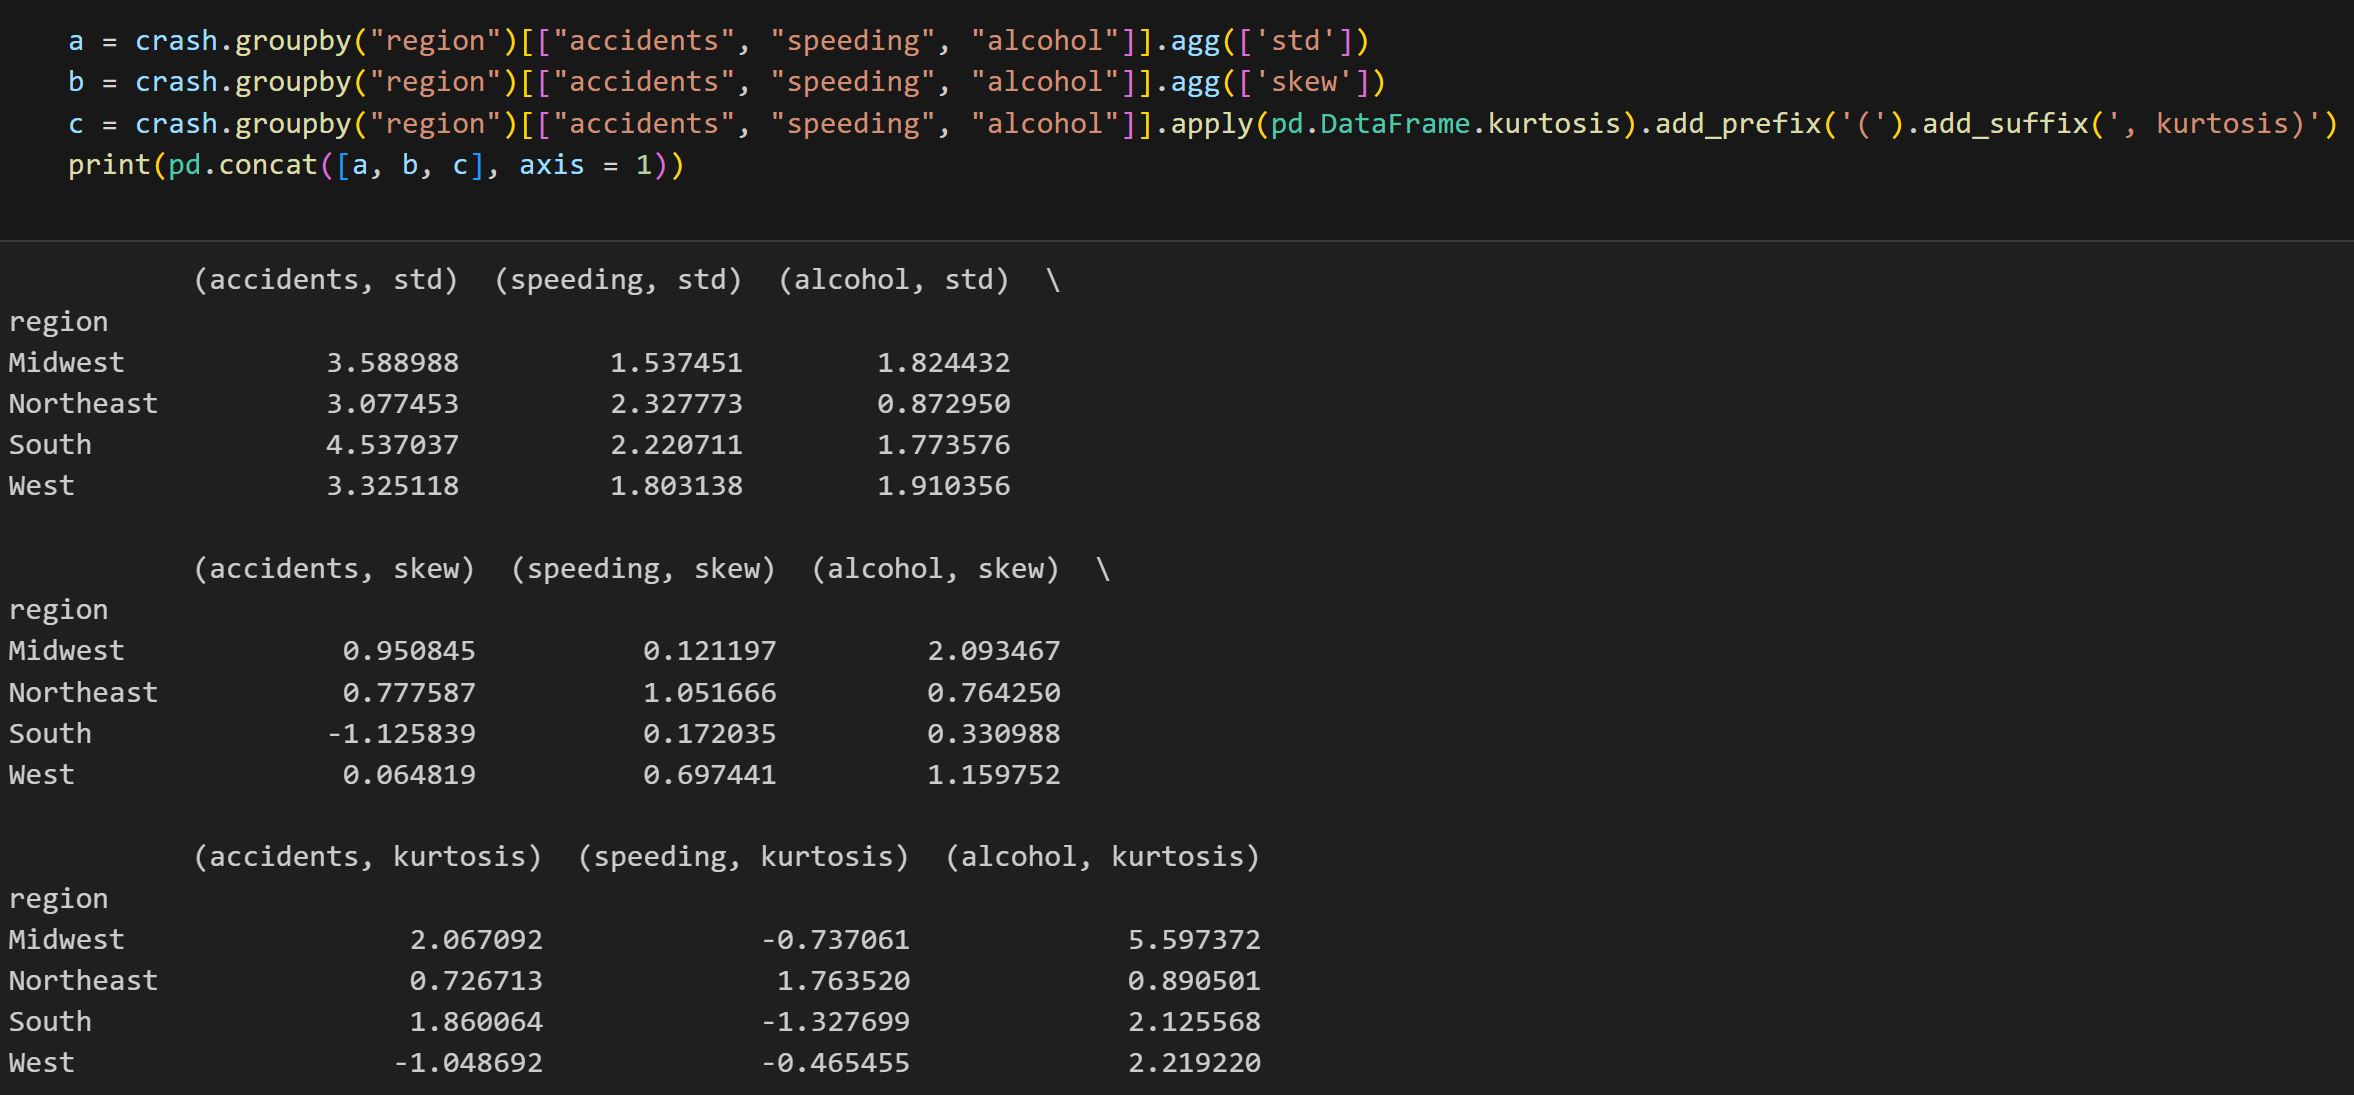 a = crash.groupby("region")[["accidents", "speeding", "alcohol"]].agg(['std'])
b = crash.groupby("region")[["accidents", "speeding", "alcohol"]].agg(['skew'])
c = crash.groupby("region")[["accidents", "speeding", "alcohol"]].apply(pd.DataFrame.kurtosis).add_prefix('(').add_suffix(', kurtosis)')
print(pd.concat([a, b, c], axis = 1))
(accidents, std)  (speeding, std)  (alcohol, std)  \
region
Midwest 3.588988 1.537451 1.824432
Northeast 3.077453 2.327773 0.872950
South 4.537037 2.220711 1.773576
West 3.325118 1.803138 1.910356
(accidents, skew)  (speeding, skew)  (alcohol, skew)  \
region
Midwest 0.950845 0.121197 2.093467
Northeast 0.777587 1.051666 0.764250
South -1.125839 0.172035 0.330988
West 0.064819 0.697441 1.159752
(accidents, kurtosis)  (speeding, kurtosis)  (alcohol, kurtosis)
region
Midwest 2.067092 -0.737061 5.597372
Northeast 0.726713 1.763520 0.890501
South 1.860064 -1.327699 2.125568
West -1.048692 -0.465455 2.219220